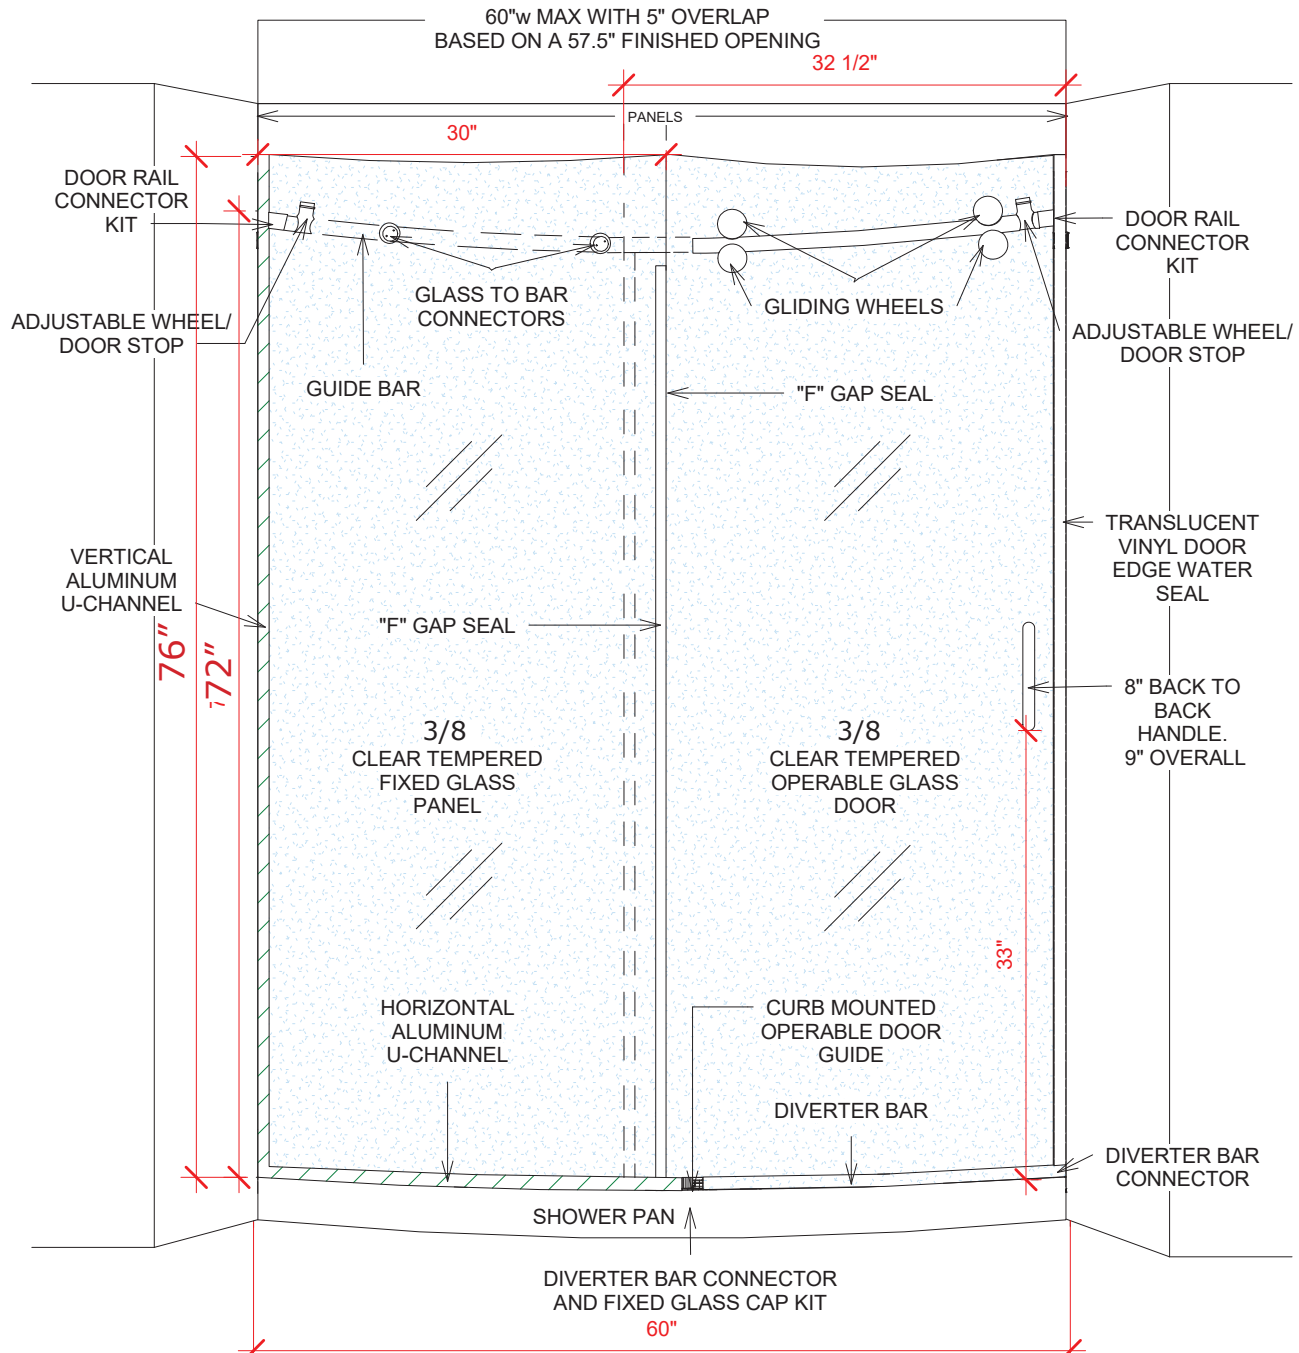 60"w MAX WITH 5" OVERLAP
BASED ON A 57.5" FINISHED OPENING
32 1/2"
PANELS
30"
DOOR RAIL
CONNECTOR
KIT
DOOR RAIL
CONNECTOR
KIT
GLASS TO BAR
CONNECTORS
GLIDING WHEELS
ADJUSTABLE WHEEL/
DOOR STOP
ADJUSTABLE WHEEL/
DOOR STOP
GUIDE BAR
"F" GAP SEAL
TRANSLUCENT
VINYL DOOR
EDGE WATER
SEAL
VERTICAL
ALUMINUM
U-CHANNEL
"F" GAP SEAL
76"
72"
8" BACK TO
BACK
HANDLE.
9" OVERALL
3/8
CLEAR TEMPERED
FIXED GLASS
PANEL
3/8
CLEAR TEMPERED
OPERABLE GLASS
DOOR
33"
HORIZONTAL
ALUMINUM
U-CHANNEL
CURB MOUNTED
OPERABLE DOOR
GUIDE
DIVERTER BAR
DIVERTER BAR
CONNECTOR
SHOWER PAN
DIVERTER BAR CONNECTOR
AND FIXED GLASS CAP KIT
60"